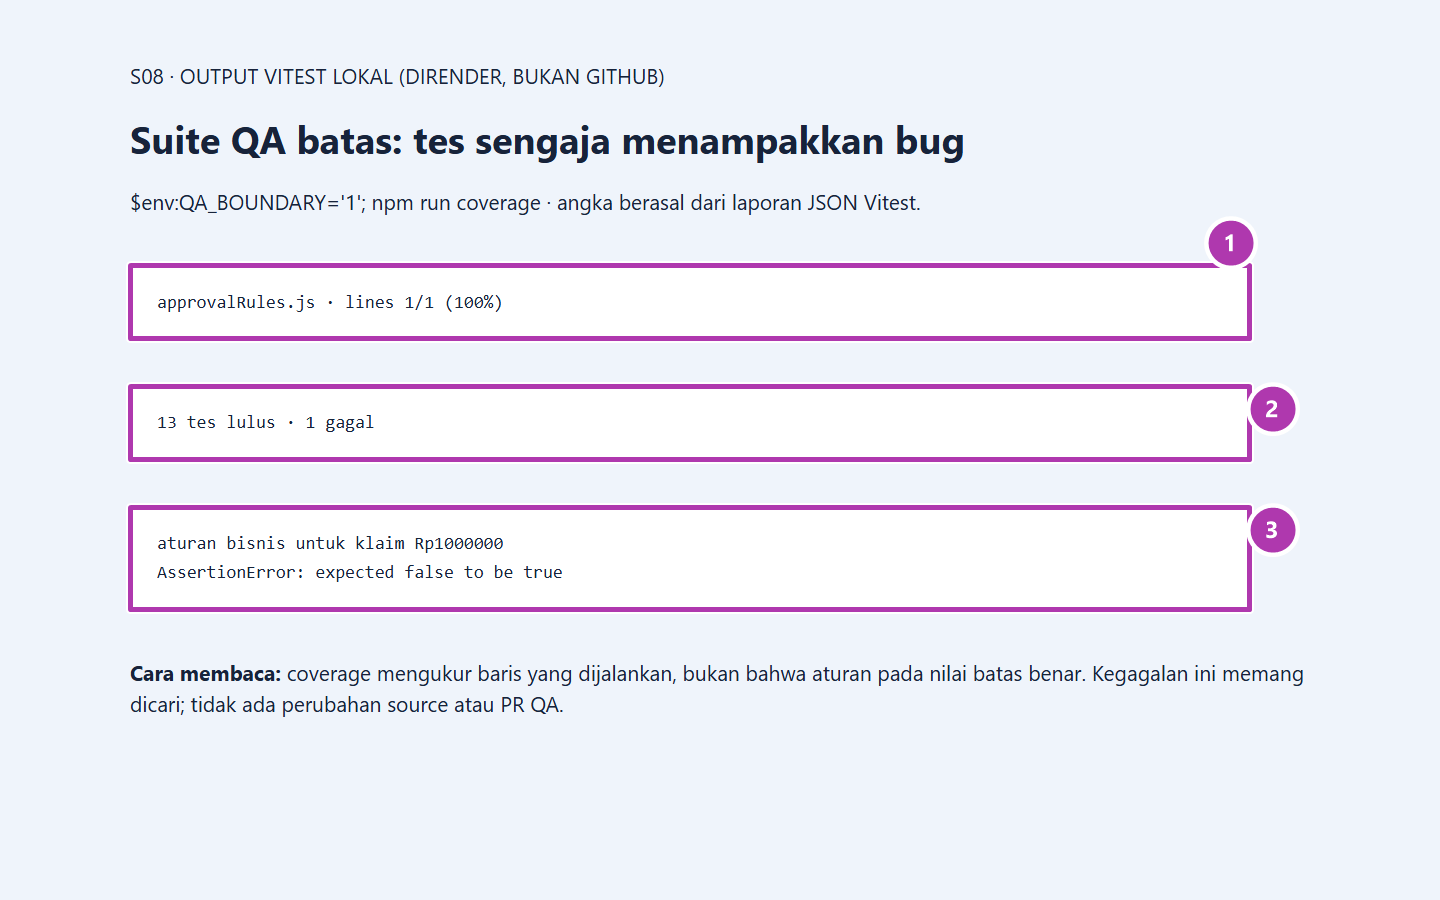 S08 · OUTPUT VITEST LOKAL (DIRENDER, BUKAN GITHUB)
Suite QA batas: tes sengaja menampakkan bug
$env:QA_BOUNDARY='1'; npm run coverage · angka berasal dari laporan JSON Vitest.
1
approvalRules.js · lines 1/1 (100%)
2
13 tes lulus · 1 gagal
3
aturan bisnis untuk klaim Rp1000000
AssertionError: expected false to be true
Cara membaca: coverage mengukur baris yang dijalankan, bukan bahwa aturan pada nilai batas benar. Kegagalan ini memang
dicari; tidak ada perubahan source atau PR QA.